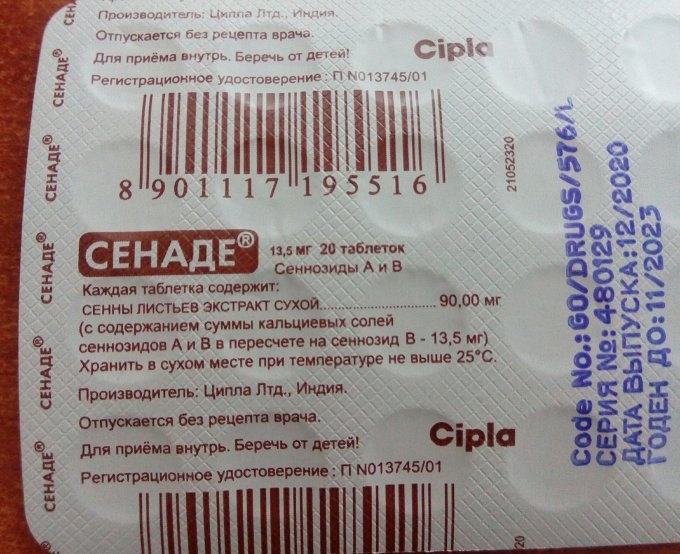 Производитель: Ципла Лтд., Индия.
Отпускается без рецепта врача.
Для приёма внутрь. Беречь от детей!
Cipla
Регистрационное удостоверение : П N013745/01
8 901117 195516
21052320
СЕНАДЕ®
13,5 мг 20 таблеток
Сеннозиды А и В
Каждая таблетка содержит:
СЕННЫ ЛИСТЬЕВ ЭКСТРАКТ СУХОЙ............................ 90,00 мг
(с содержанием суммы кальциевых солей
сеннозидов А и В в пересчете на сеннозид В - 13,5 мг)
Хранить в сухом месте при температуре не выше 25°С.
Производитель: Ципла Лтд., Индия.
Отпускается без рецепта врача.
Для приёма внутрь. Беречь от детей!
Cipla
Регистрационное удостоверение : П N013745/01
20
СЕНАДЕ®
СЕНАДЕ®
СЕНАДЕ®
СЕНАДЕ®
СЕНАДЕ®
Code No.: GO/DRUGS/576/L
СЕРИЯ №: 480129
ДАТА ВЫПУСКА:12/2020
ГОДЕН ДО:11/2023